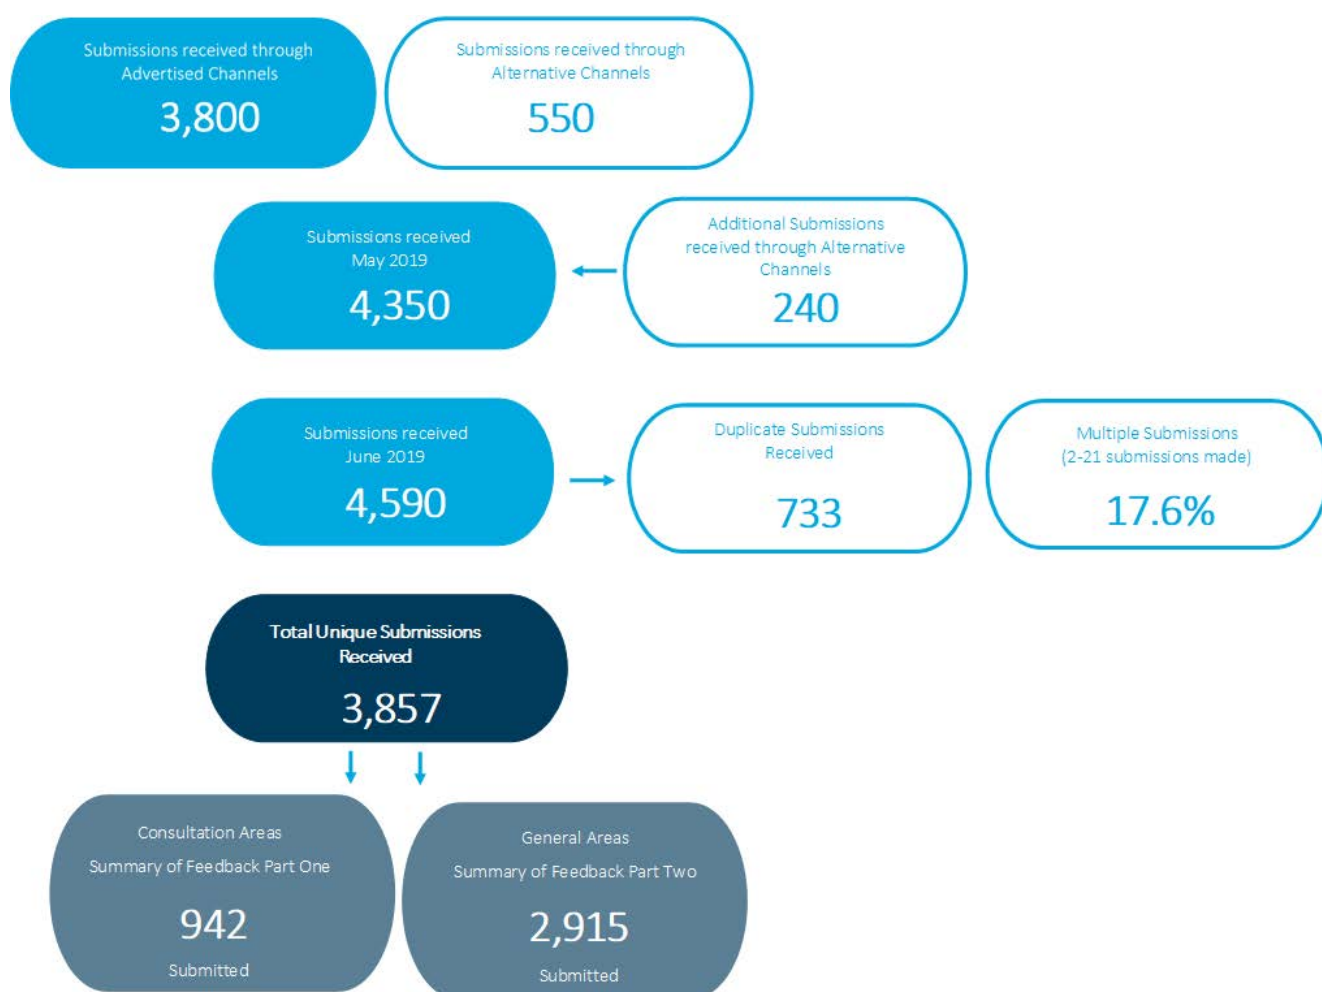 Submissions received through
Advertised Channels
3,800
Submissions received through
Alternative Channels
550
Submissions received
May 2019
4,350
Additional Submissions
received through Alternative
Channels
240
Submissions received
June 2019
4,590
Duplicate Submissions
Received
733
Multiple Submissions
(2-21 submissions made)
17.6%
Total Unique Submissions
Received
3,857
Consultation Areas
Summary of Feedback Part One
942
Submitted
General Areas
Summary of Feedback Part Two
2,915
Submitted